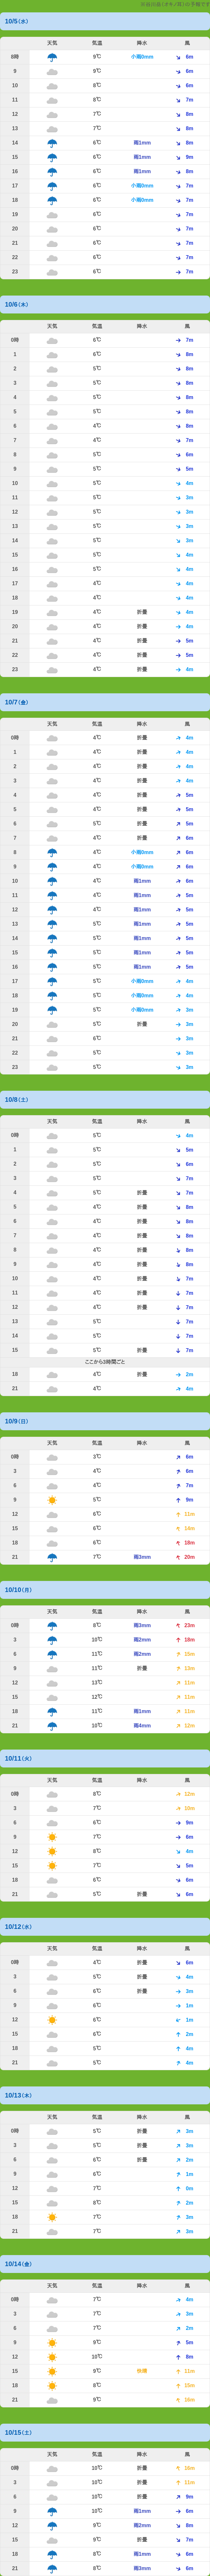 10/5(水)
天気 気温 降水 風
8時 6℃ 小雨0mm 6m
9 9℃ 6m
10 8℃ 6m
11 8℃ 7m
12 7℃ 8m
13 7℃ 8m
14 6℃ 雨1mm 8m
15 6℃ 雨1mm 9m
16 6℃ 雨1mm 8m
17 6℃ 小雨0mm 7m
18 6℃ 小雨0mm 7m
19 6℃ 7m
20 6℃ 7m
21 6℃ 7m
22 6℃ 7m
23 6℃ 7m
10/6(木)
天気 気温 降水 風
0時 6℃ 7m
1 6℃ 8m
2 5℃ 8m
3 5℃ 8m
4 5℃ 8m
5 5℃ 8m
6 4℃ 8m
7 4℃ 7m
8 5℃ 6m
9 5℃ 5m
10 5℃ 4m
11 5℃ 3m
12 5℃ 3m
13 5℃ 3m
14 5℃ 3m
15 5℃ 4m
16 5℃ 4m
17 4℃ 4m
18 4℃ 4m
19 4℃ 折畳 4m
20 4℃ 折畳 4m
21 4℃ 折畳 5m
22 4℃ 折畳 5m
23 4℃ 折畳 4m
10/7(金)
天気 気温 降水 風
0時 4℃ 折畳 4m
1 4℃ 折畳 4m
2 4℃ 折畳 4m
3 4℃ 折畳 4m
4 4℃ 折畳 5m
5 4℃ 折畳 5m
6 5℃ 折畳 5m
7 4℃ 折畳 6m
8 4℃ 小雨0mm 6m
9 4℃ 小雨0mm 6m
10 4℃ 雨1mm 6m
11 4℃ 雨1mm 5m
12 4℃ 雨1mm 5m
13 5℃ 雨1mm 5m
14 5℃ 雨1mm 5m
15 5℃ 雨1mm 5m
16 5℃ 雨1mm 5m
17 5℃ 小雨0mm 4m
18 5℃ 小雨0mm 4m
19 5℃ 小雨0mm 3m
20 5℃ 折畳 3m
21 6℃ 3m
22 5℃ 3m
23 5℃ 3m
10/8(土)
天気 気温 降水 風
0時 5℃ 4m
1 5℃ 5m
2 5℃ 6m
3 5℃ 7m
4 5℃ 折畳 7m
5 4℃ 折畳 8m
6 4℃ 折畳 8m
7 4℃ 折畳 8m
8 4℃ 折畳 8m
9 4℃ 折畳 8m
10 4℃ 折畳 7m
11 4℃ 折畳 7m
12 4℃ 折畳 7m
13 5℃ 7m
14 5℃ 7m
15 5℃ 折畳 7m
ここから3時間ごと
18 4℃ 折畳 2m
21 4℃ 4m
10/9(日)
天気 気温 降水 風
0時 3℃ 6m
3 4℃ 6m
6 4℃ 7m
9 5℃ 9m
12 6℃ 11m
15 6℃ 14m
18 6℃ 18m
21 7℃ 雨3mm 20m
10/10(月)
天気 気温 降水 風
0時 8℃ 雨3mm 23m
3 10℃ 雨2mm 18m
6 11℃ 雨2mm 15m
9 11℃ 折畳 13m
12 13℃ 11m
15 12℃ 11m
18 11℃ 雨1mm 11m
21 10℃ 雨4mm 12m
10/11(火)
天気 気温 降水 風
0時 8℃ 12m
3 7℃ 10m
6 6℃ 9m
9 7℃ 6m
12 8℃ 4m
15 7℃ 5m
18 6℃ 6m
21 5℃ 折畳 6m
10/12(水)
天気 気温 降水 風
0時 4℃ 折畳 6m
3 5℃ 折畳 4m
6 6℃ 折畳 3m
9 6℃ 1m
12 6℃ 1m
15 6℃ 2m
18 5℃ 4m
21 5℃ 4m
10/13(木)
天気 気温 降水 風
0時 5℃ 折畳 3m
3 5℃ 折畳 3m
6 6℃ 折畳 2m
9 6℃ 1m
12 7℃ 0m
15 8℃ 2m
18 7℃ 3m
21 7℃ 3m
10/14(金)
天気 気温 降水 風
0時 7℃ 4m
3 7℃ 3m
6 7℃ 2m
9 9℃ 5m
12 10℃ 8m
15 9℃ 11m
18 8℃ 15m
21 9℃ 16m
10/15(土)
天気 気温 降水 風
0時 10℃ 折畳 16m
3 10℃ 折畳 11m
6 10℃ 折畳 9m
9 10℃ 雨1mm 6m
12 9℃ 雨2mm 8m
15 9℃ 折畳 7m
18 8℃ 雨1mm 6m
21 8℃ 雨3mm 6m